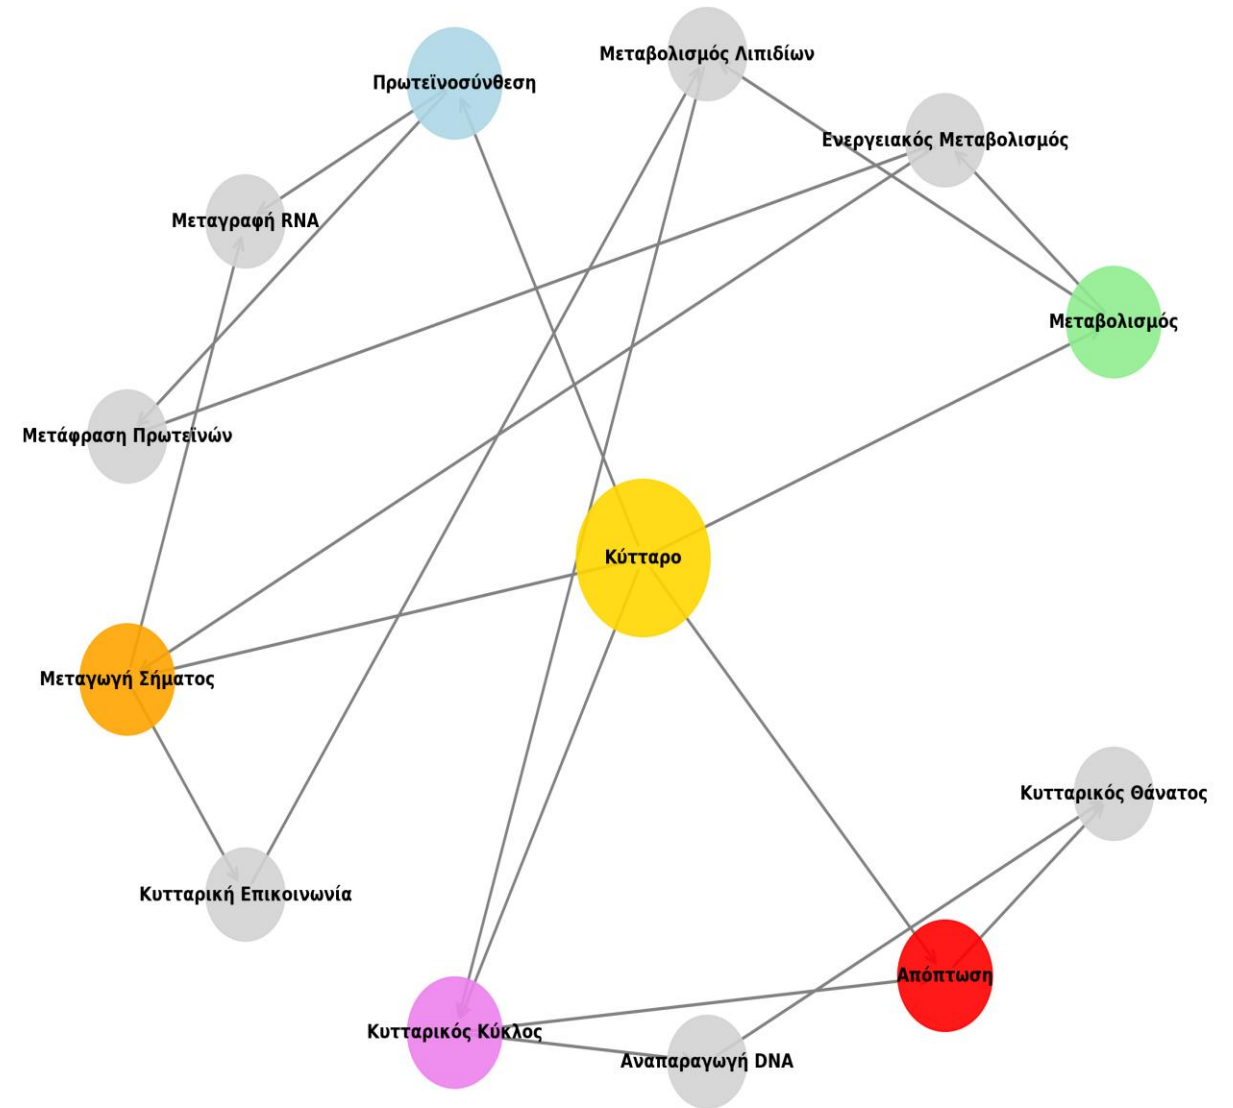 Μεταβολισμός Λιπιδίων
Πρωτεϊνοσύνθεση
Ενεργειακός Μεταβολισμός
Μεταγραφή RNA
Μεταβολισμός
Μετάφραση Πρωτεϊνών
Κύτταρο
Μεταγωγή Σήματος
Κυτταρικός Θάνατος
Κυτταρική Επικοινωνία
Απόπτωση
Κυτταρικός Κύκλος
Αναπαραγωγή DNA